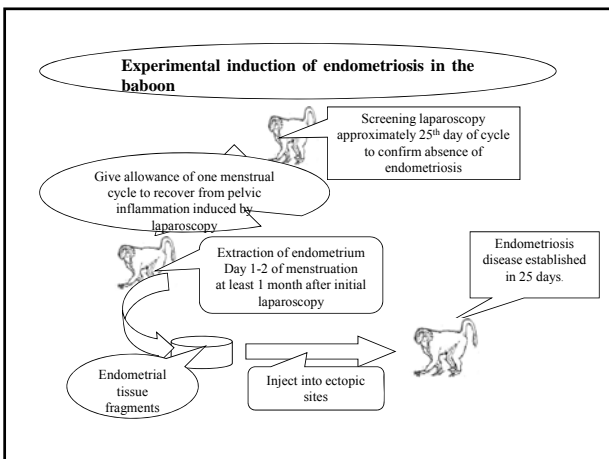 Experimental induction of endometriosis in the
baboon
Screening laparoscopy
approximately 25th day of cycle
to confirm absence of
endometriosis
Give allowance of one menstrual
cycle to recover from pelvic
inflammation induced by
laparoscopy
Extraction of endometrium
Day 1-2 of menstruation
at least 1 month after initial
laparoscopy
Endometriosis
disease established
in 25 days.
Endometrial
tissue
fragments
Inject into ectopic
sites